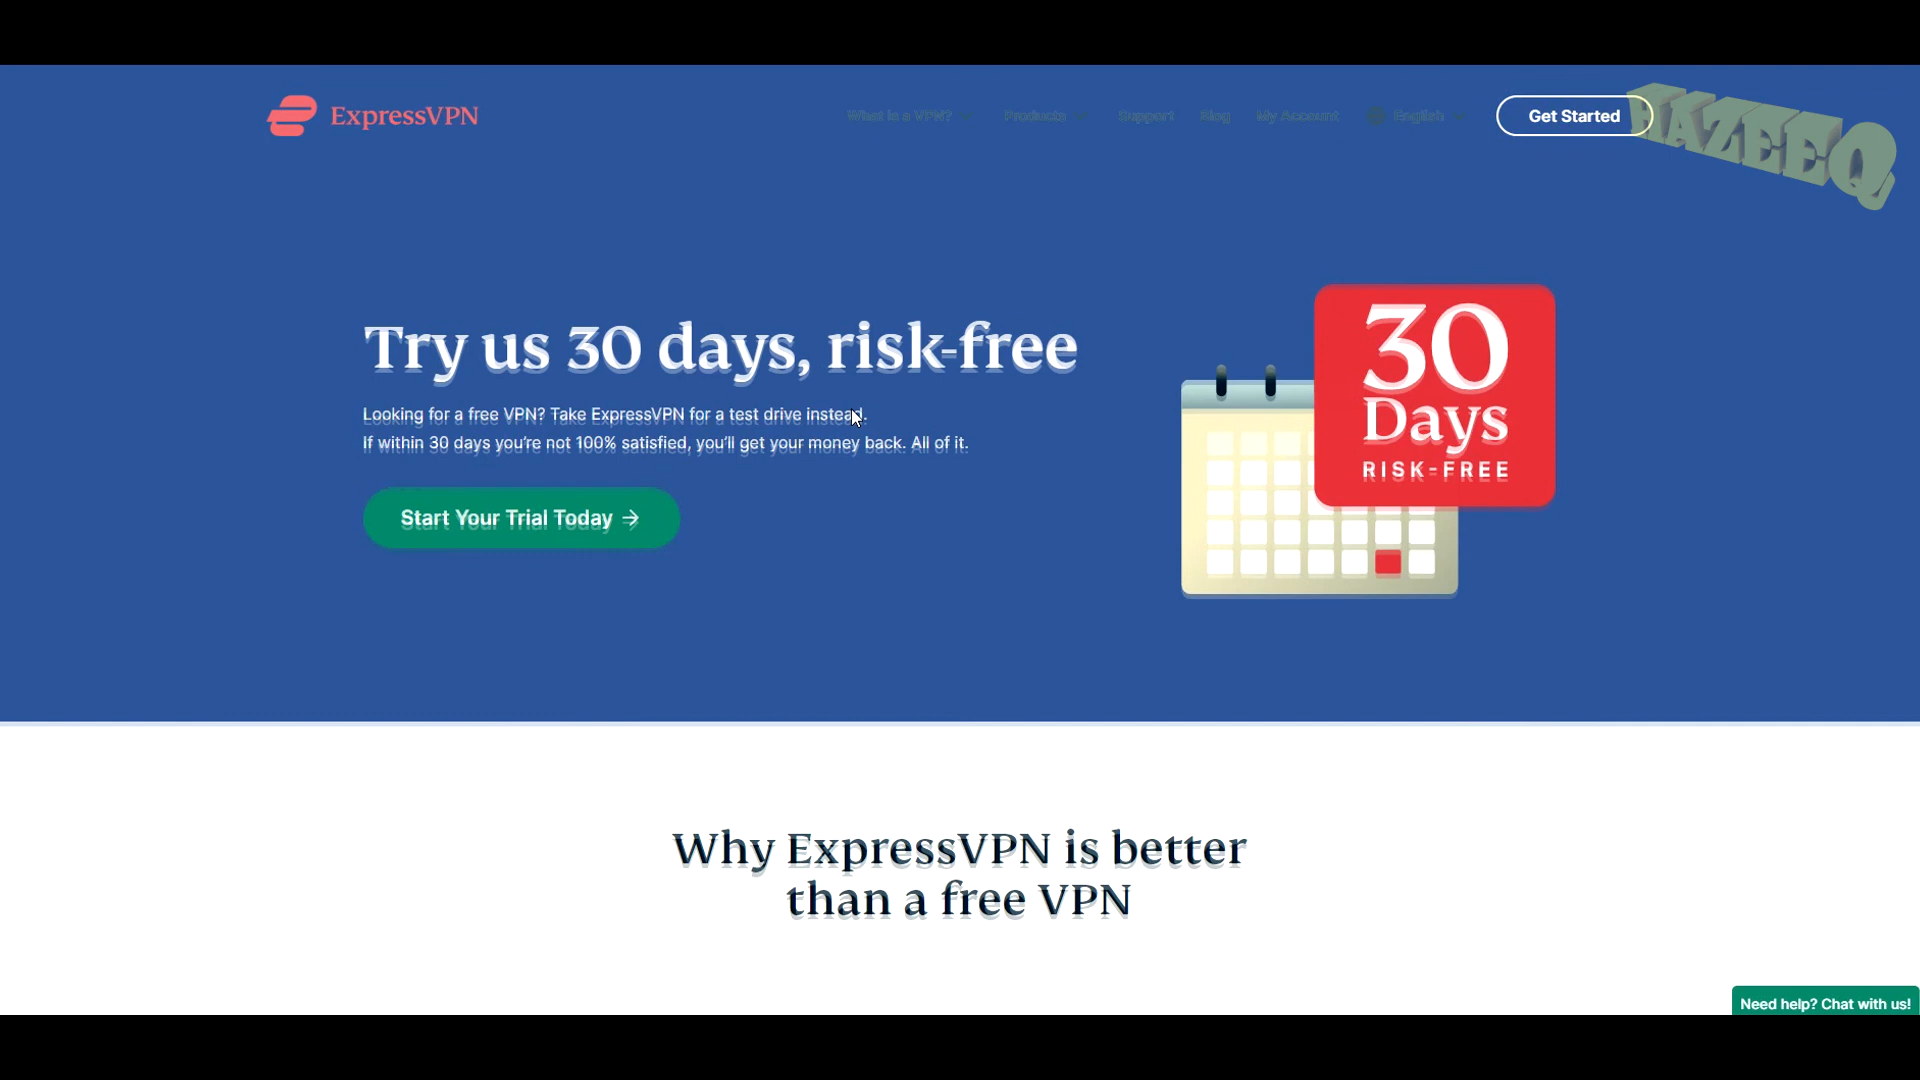 ExpressVPN
What is a VPN? Products Support Blog My Account English
Get Started
HAZEEQ
Try us 30 days, risk-free
Looking for a free VPN? Take ExpressVPN for a test drive instead.
If within 30 days you're not 100% satisfied, you'll get your money back. All of it.
Start Your Trial Today →
30
Days
RISK-FREE
Why ExpressVPN is better
than a free VPN
Need help? Chat with us!